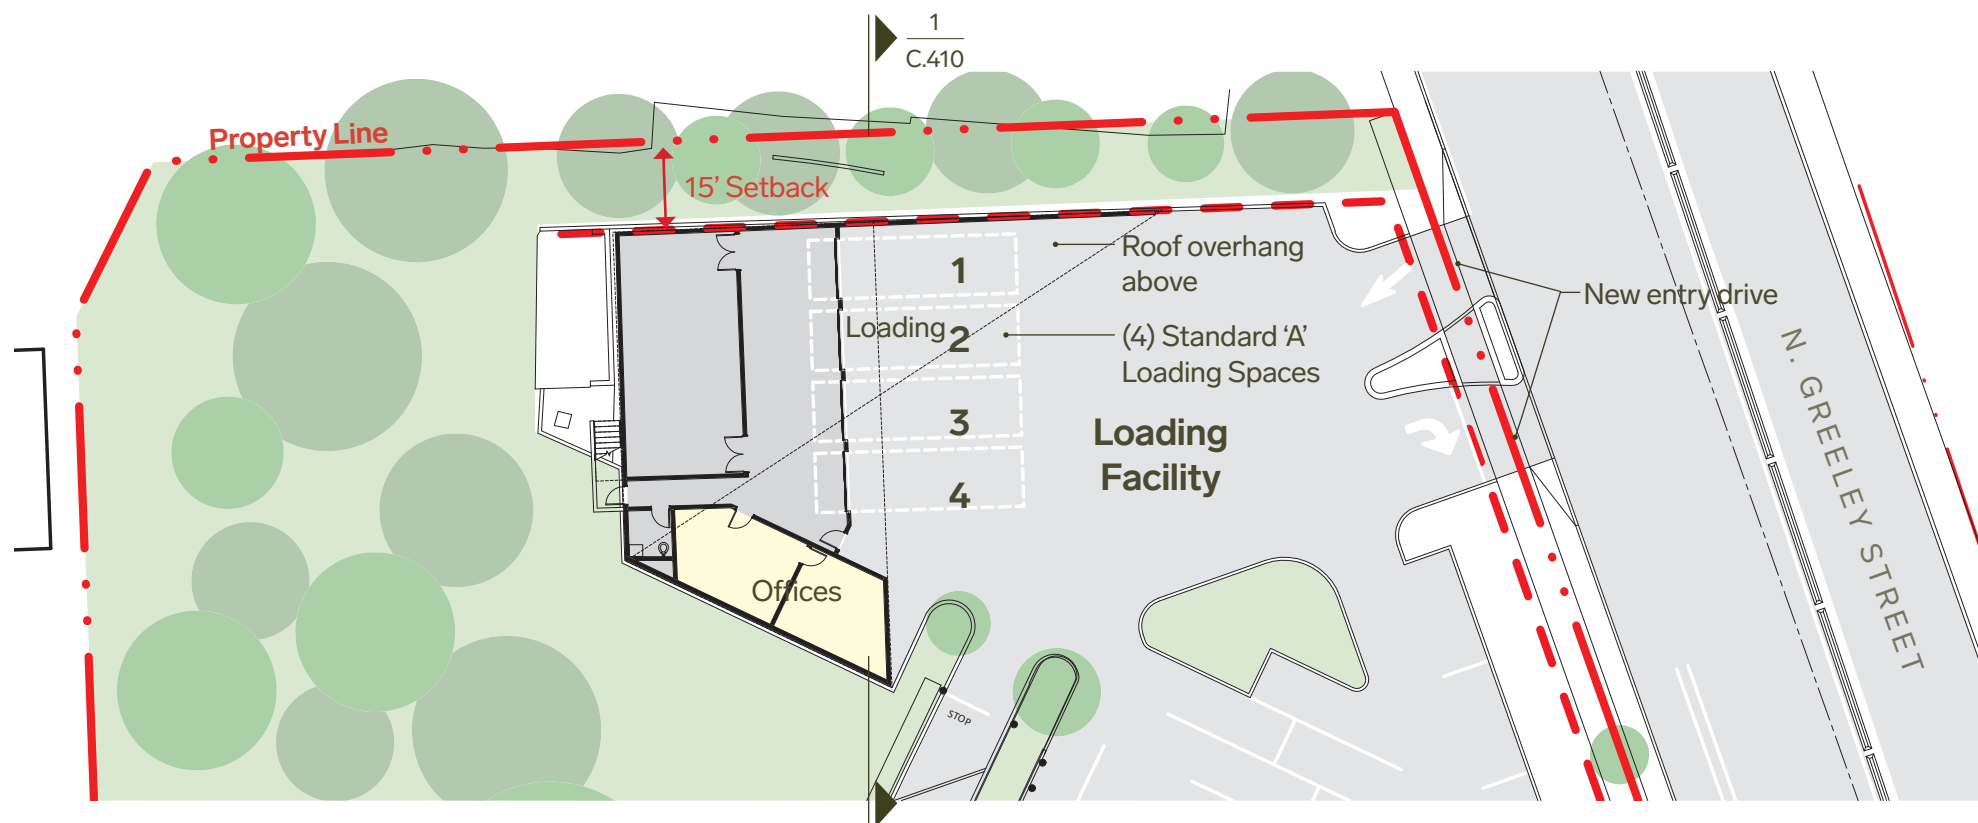 1
C.410
Property Line
15’ Setback
Roof overhang
above
1
New entry drive
Loading
2
(4) Standard ‘A’
Loading Spaces
3
Loading
Facility
4
N. GREELEY STREET
Offices
STOP